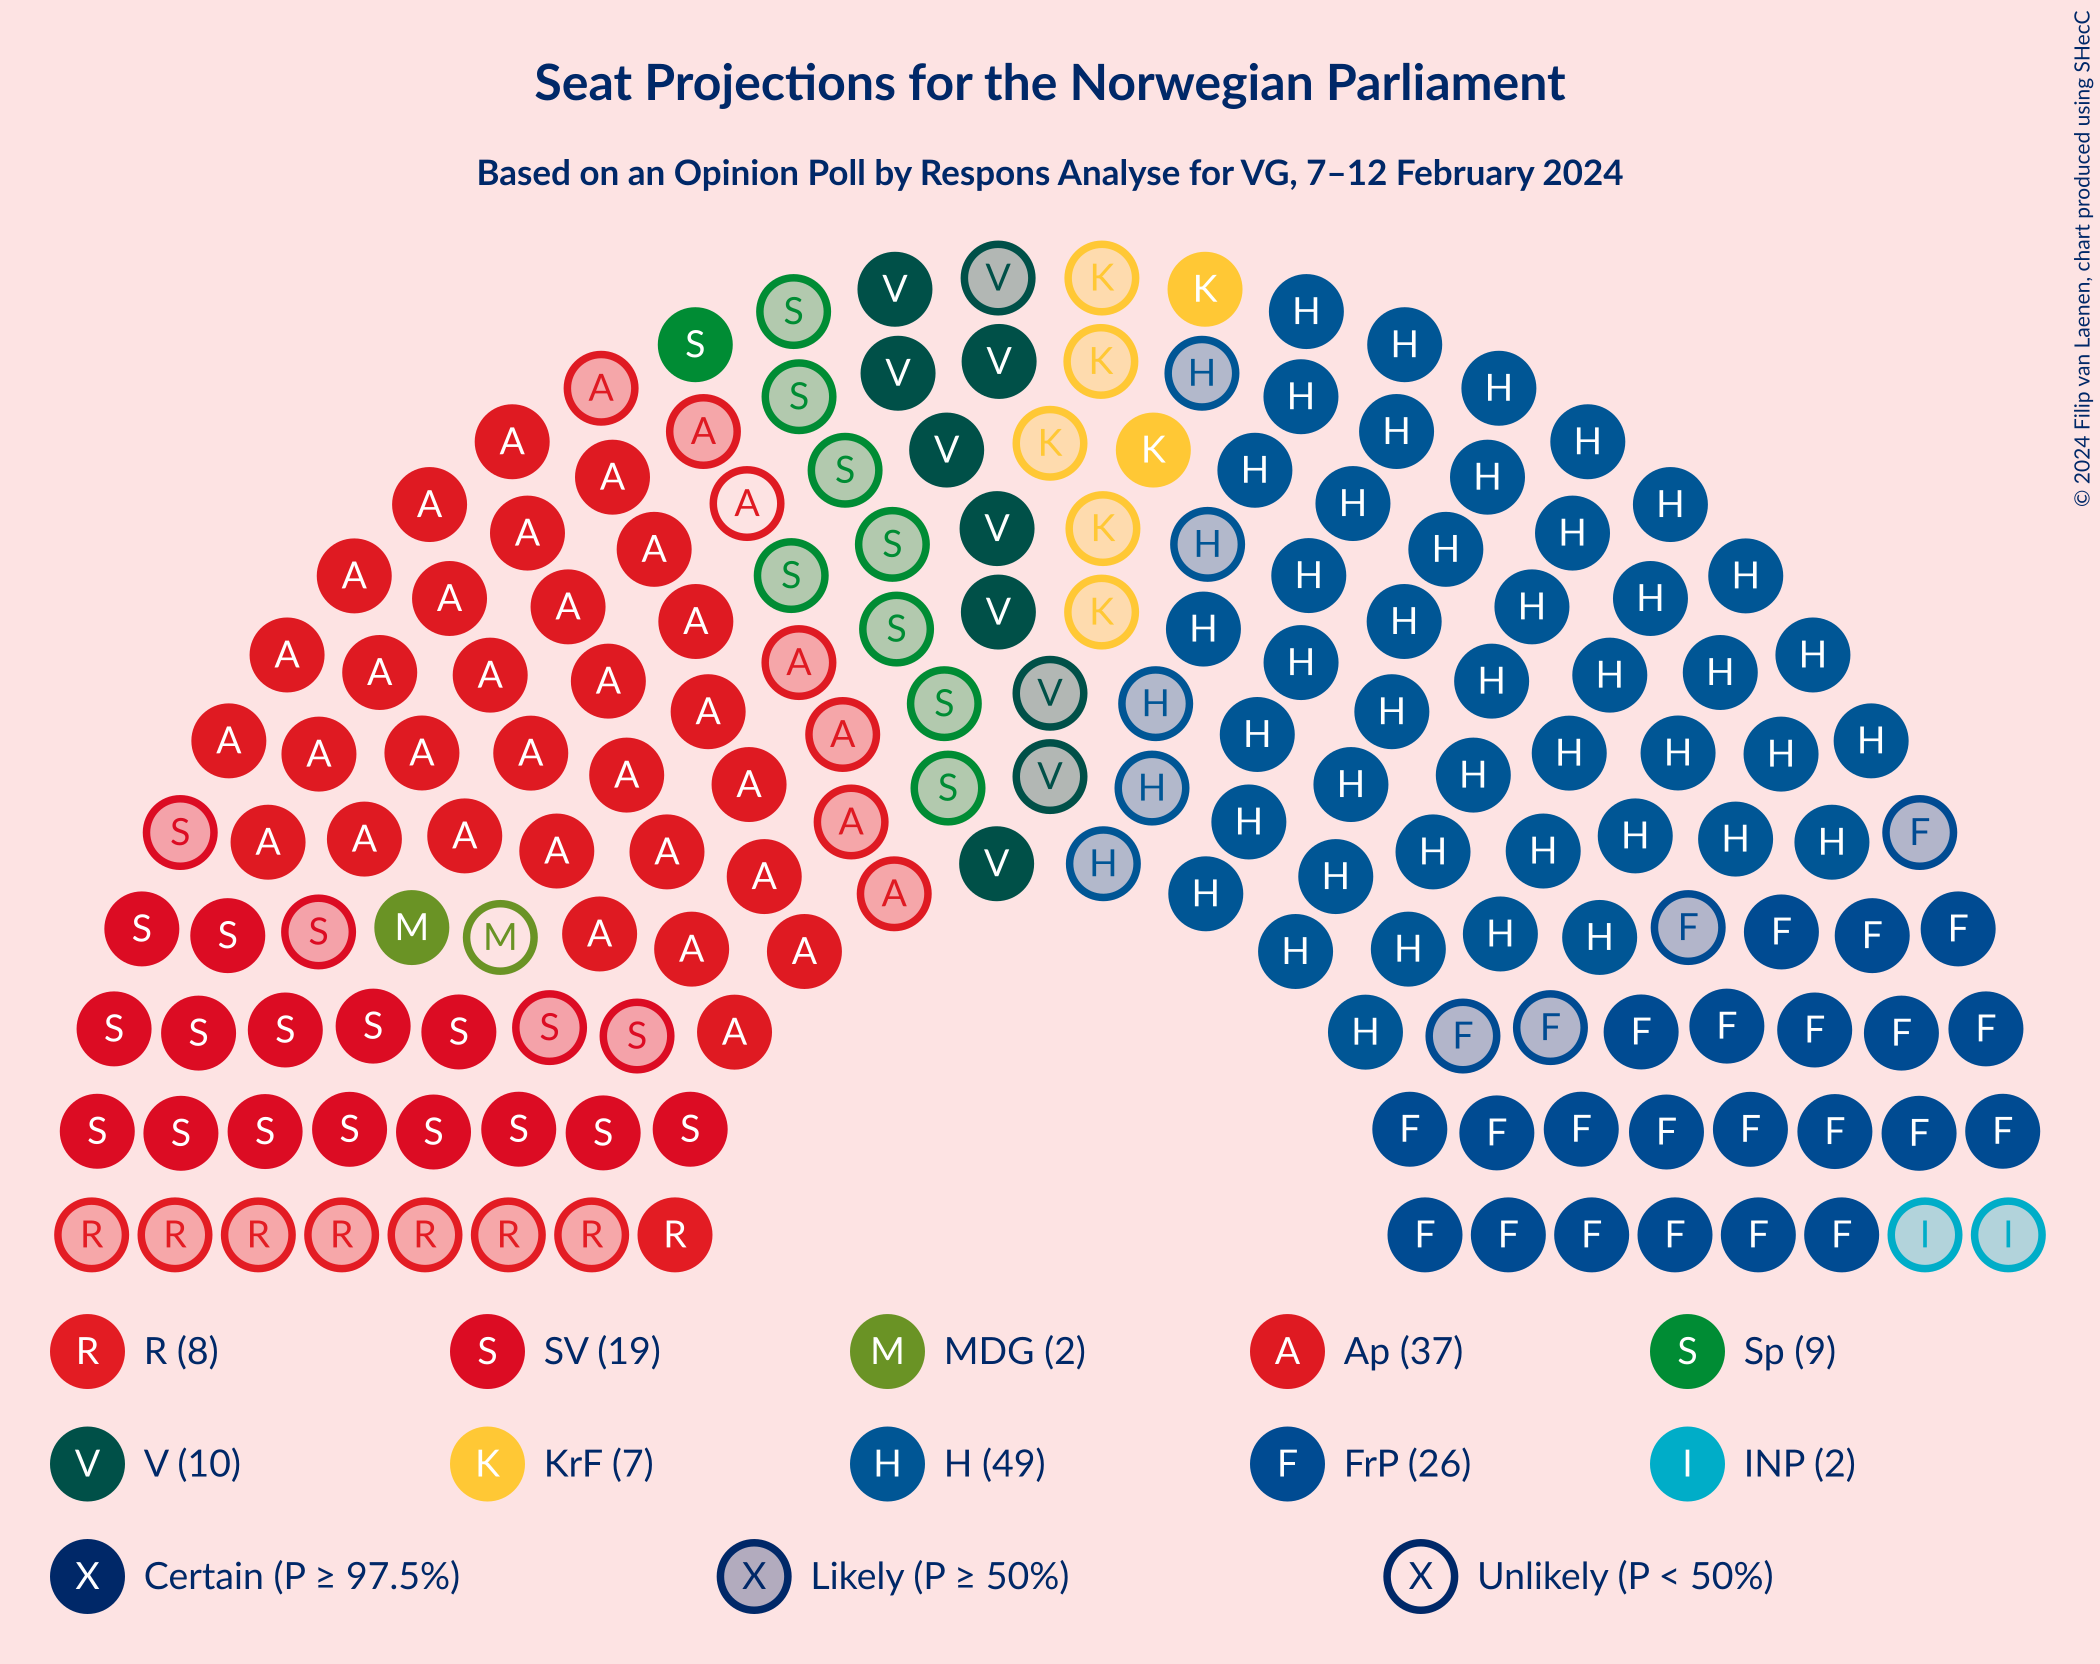 Seat Projections for the Norwegian Parliament
Based on an Opinion Poll by Respons Analyse for VG, 7–12 February 2024
© 2024 Filip van Laenen, chart produced using SHecC
V K
V K
S V K H
S H
V K
S V H
A S H
A S H
A H
A H
V K
S H
A H
A H
A H
A H
V K
S H
A S H
A H
A H
A H
V K
S H
A H
A H
A H
A H
A H
S V H
A H
A H
A H
A H
A H
S V H
A H
A H
A H
A H
A H
S A A A A A A A A V H H H H H H H H F
S S S M M A A A A H H H H F F F F
S S S S S S S A H F F F F F F F
S S S S S S S S F F F F F F F F
R R R R R R R R F F F F F F I I
R R (8) S SV (19) M MDG (2) A Ap (37) S Sp (9)
V V (10) K KrF (7) H H (49) F FrP (26) I INP (2)
X Certain (P ≥ 97.5%) X Likely (P ≥ 50%) X Unlikely (P < 50%)